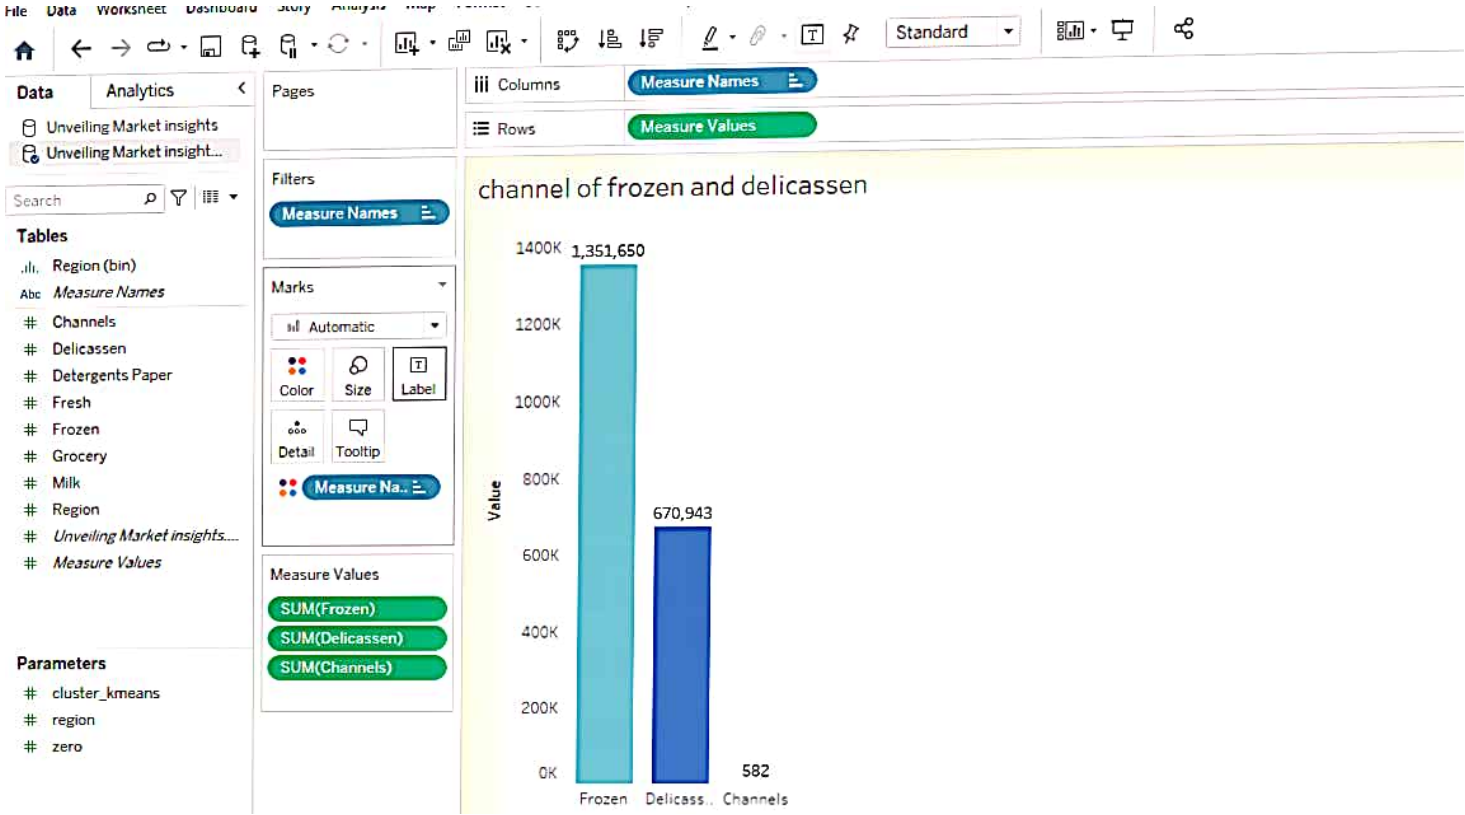 File Data Worksheet Dashboard Story Analysis Map Format
Standard
Data Analytics
Pages
Columns
Measure Names
Rows
Measure Values
Unveiling Market insights
Unveiling Market insight...
Search
Tables
Region (bin)
Abc Measure Names
# Channels
# Delicassen
# Detergents Paper
# Fresh
# Frozen
# Grocery
# Milk
# Region
# Unveiling Market insights....
# Measure Values
Parameters
# cluster_kmeans
# region
# zero
Filters
Measure Names
Marks
Automatic
Color Size Label
Detail Tooltip
Measure Na..
Measure Values
SUM(Frozen)
SUM(Delicassen)
SUM(Channels)
channel of frozen and delicassen
1400K
1,351,650
1200K
1000K
800K
Value
670,943
600K
400K
200K
0K
582
Frozen Delicass.. Channels